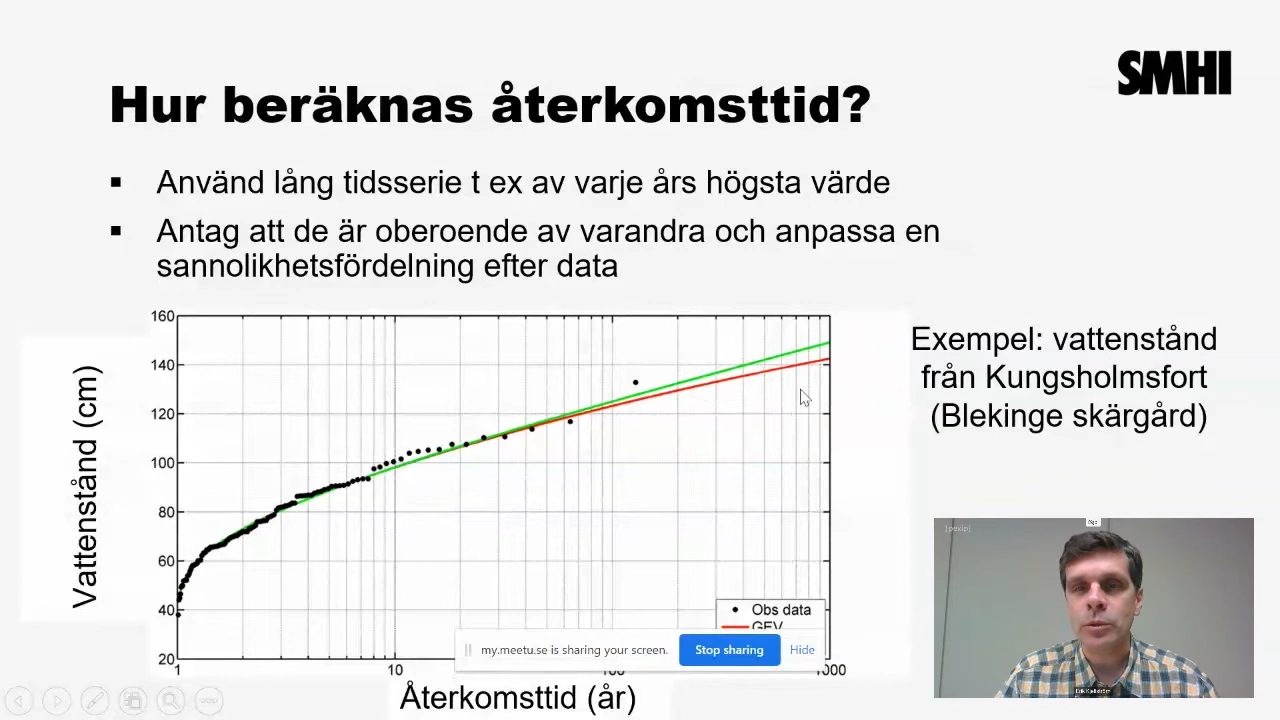 SMHI
Hur beräknas återkomsttid?
Använd lång tidsserie t ex av varje års högsta värde
Antag att de är oberoende av varandra och anpassa en
sannolikhetsfördelning efter data
Exempel: vattenstånd
från Kungsholmsfort
(Blekinge skärgård)
Vattenstånd (cm)
160
140
120
100
80
60
40
20
Obs data
GEV
1
10
100
1000
Återkomsttid (år)
my.meetu.se is sharing your screen.
Stop sharing
Hide
[pexip]
Erik Kjellström